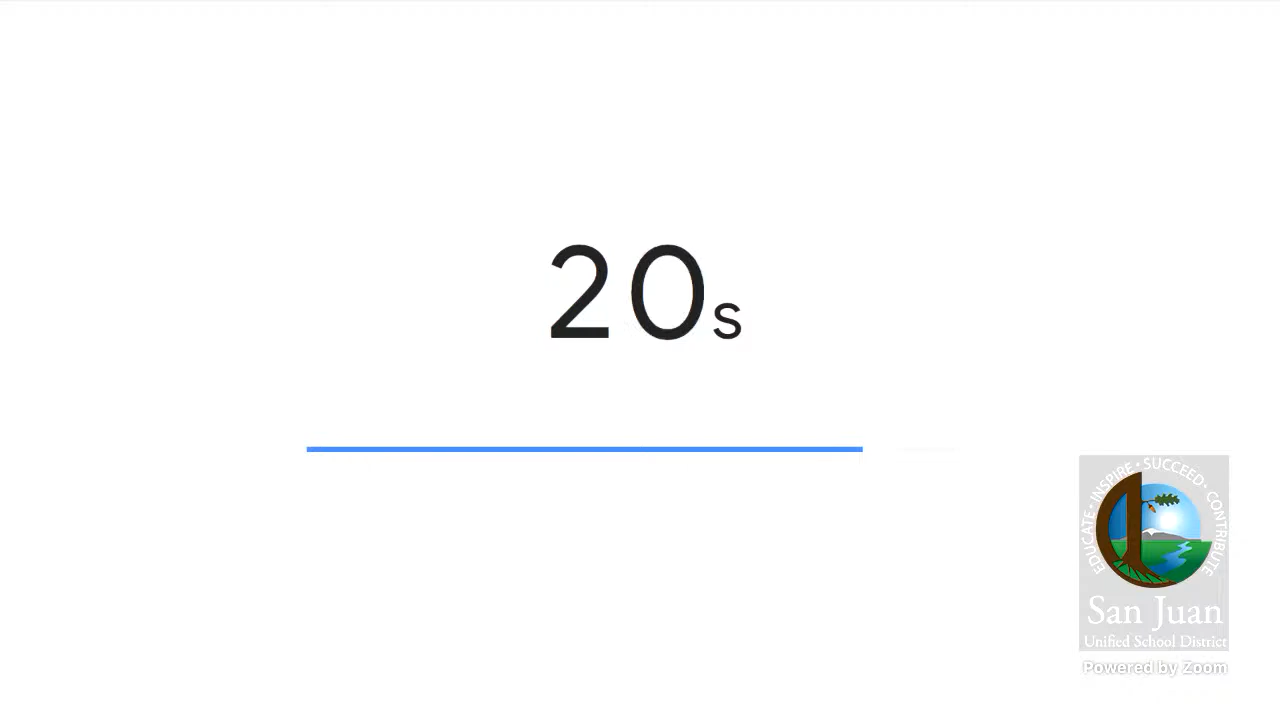 20s
EDUCATE • INSPIRE • SUCCEED • CONTRIBUTE
San Juan
Unified School District
Powered by Zoom